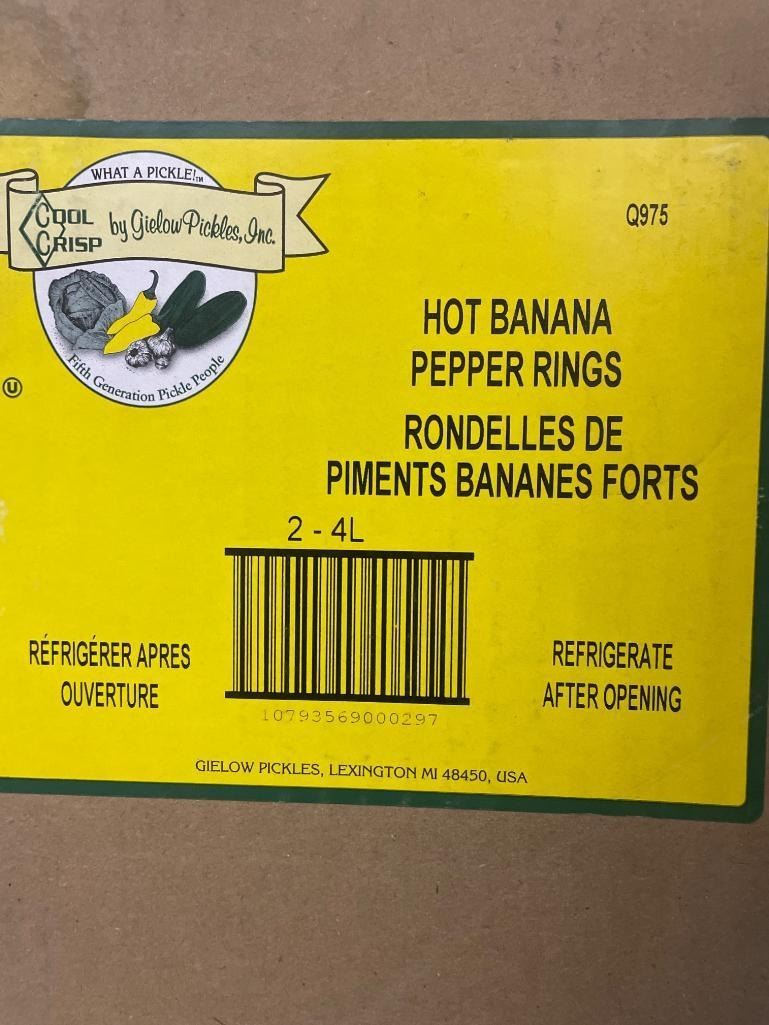 WHAT A PICKLE!™
COOL CRISP by Gielow Pickles, Inc.
Fifth Generation Pickle People
U
Q975
HOT BANANA
PEPPER RINGS
RONDELLES DE
PIMENTS BANANES FORTS
2 - 4L
10793569000297
RÉFRIGÉRER APRES
OUVERTURE
REFRIGERATE
AFTER OPENING
GIELOW PICKLES, LEXINGTON MI 48450, USA